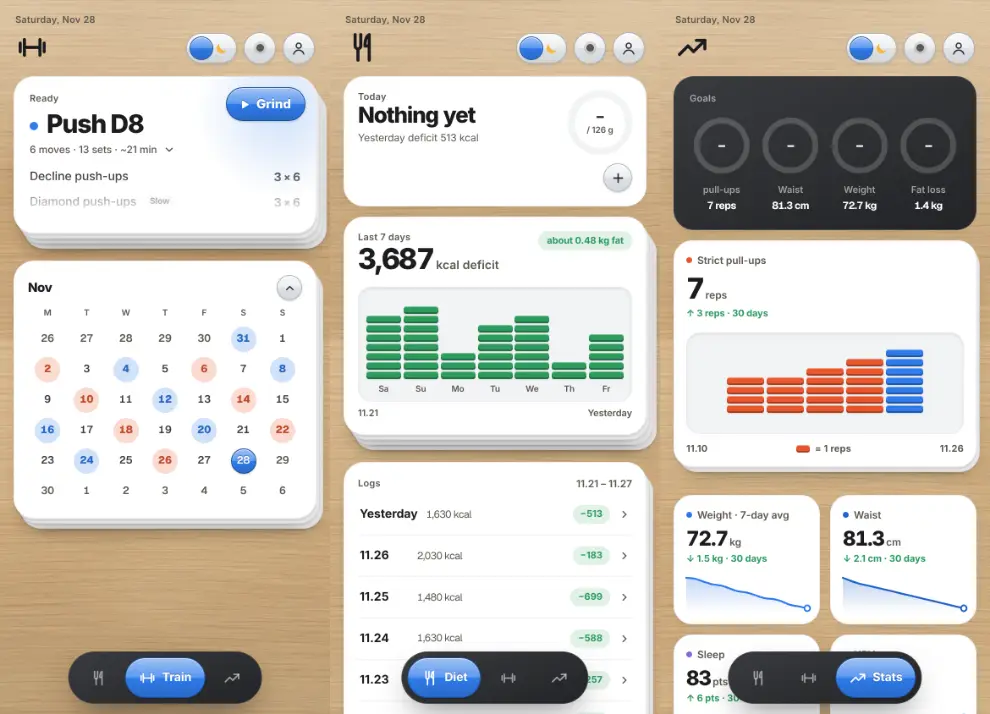 Saturday, Nov 28
Ready
Grind
Push D8
6 moves · 13 sets · ~21 min
Decline push-ups 3 × 6
Diamond push-ups Slow 3 × 6
Nov
M T W T F S S
26 27 28 29 30 31 1
2 3 4 5 6 7 8
9 10 11 12 13 14 15
16 17 18 19 20 21 22
23 24 25 26 27 28 29
30 1 2 3 4 5 6
Train
Saturday, Nov 28
Today
Nothing yet
Yesterday deficit 513 kcal
–
/ 126 g
Last 7 days
about 0.48 kg fat
3,687 kcal deficit
Sa Su Mo Tu We Th Fr
11.21 Yesterday
Logs 11.21 – 11.27
Yesterday 1,630 kcal −513
11.26 2,030 kcal −183
11.25 1,480 kcal −699
11.24 1,630 kcal −588
11.23 257
Diet
Saturday, Nov 28
Goals
– – – –
pull-ups Waist Weight Fat loss
7 reps 81.3 cm 72.7 kg 1.4 kg
Strict pull-ups
7 reps
↑ 3 reps · 30 days
11.10 = 1 reps 11.26
Weight · 7-day avg
72.7 kg
↓ 1.5 kg · 30 days
Waist
81.3 cm
↓ 2.1 cm · 30 days
Sleep
83 pts
↑ 6 pts · 30
Stats